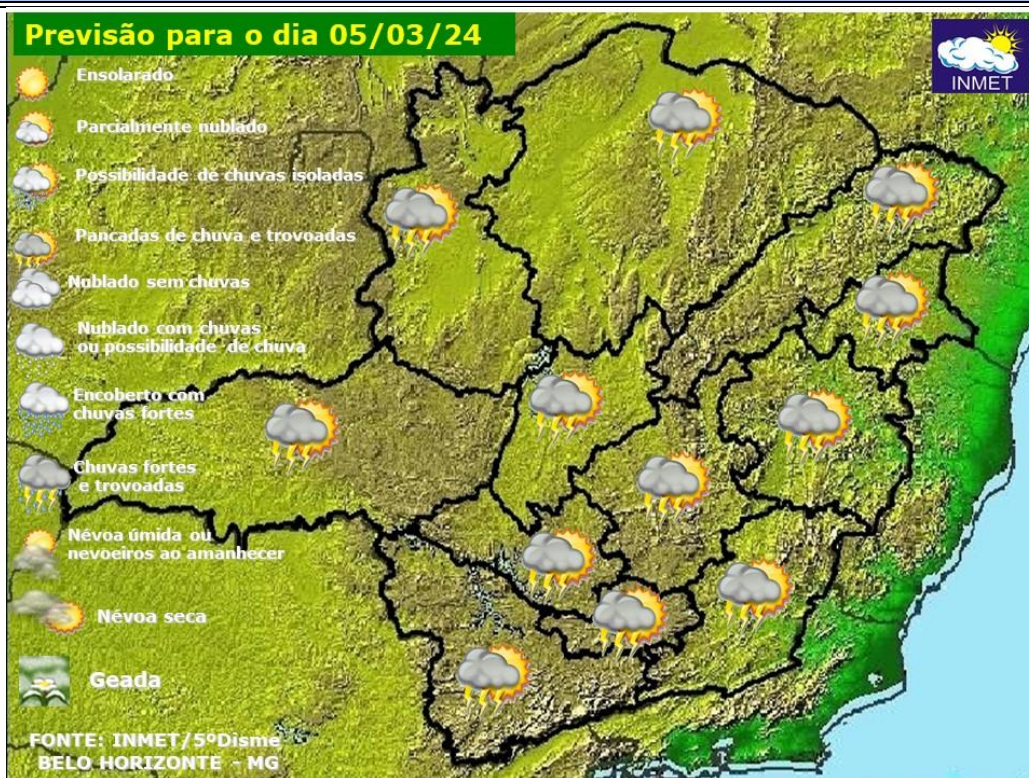 Previsão para o dia 05/03/24
INMET
Ensolarado
Parcialmente nublado
Possibilidade de chuvas isoladas
Pancadas de chuva e trovoadas
Nublado sem chuvas
Nublado com chuvas
ou possibilidade de chuva
Encoberto com
chuvas fortes
Chuvas fortes
e trovoadas
Névoa úmida ou
nevoeiros ao amanhecer
Névoa seca
Geada
FONTE: INMET/5ºDisme
BELO HORIZONTE - MG